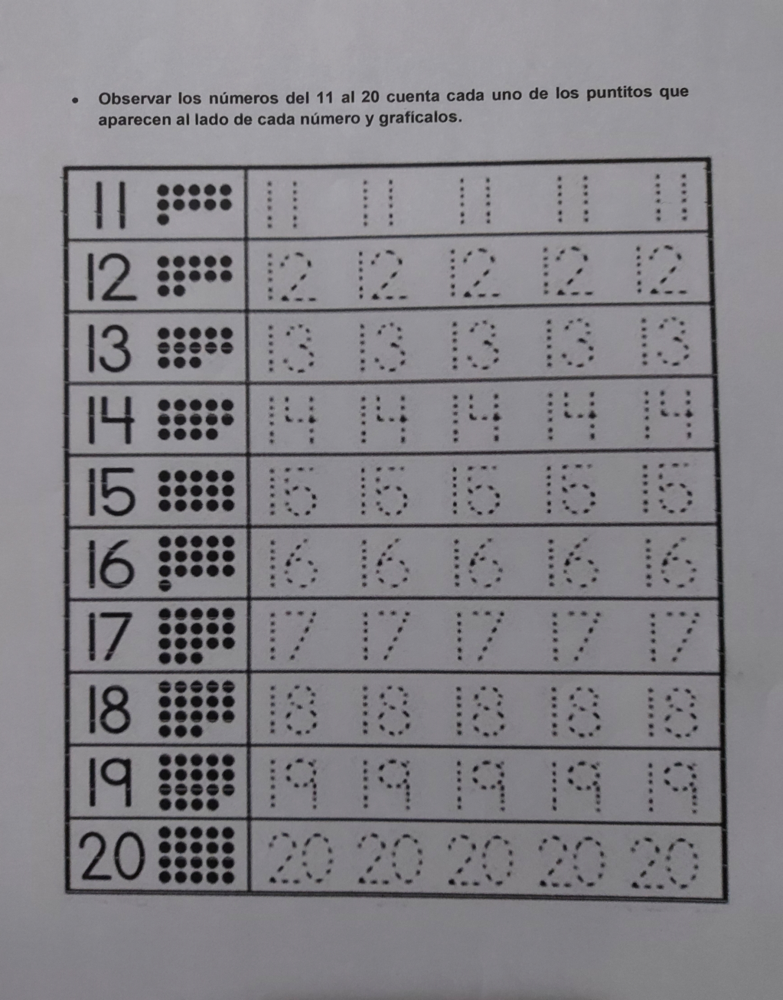 • Observar los números del 11 al 20 cuenta cada uno de los puntitos que
aparecen al lado de cada número y grafícalos.
11 11 11 11 11 11
12 12 12 12 12 12
13 13 13 13 13 13
14 14 14 14 14 14
15 15 15 15 15 15
16 16 16 16 16 16
17 17 17 17 17 17
18 18 18 18 18 18
19 19 19 19 19 19
20 20 20 20 20 20